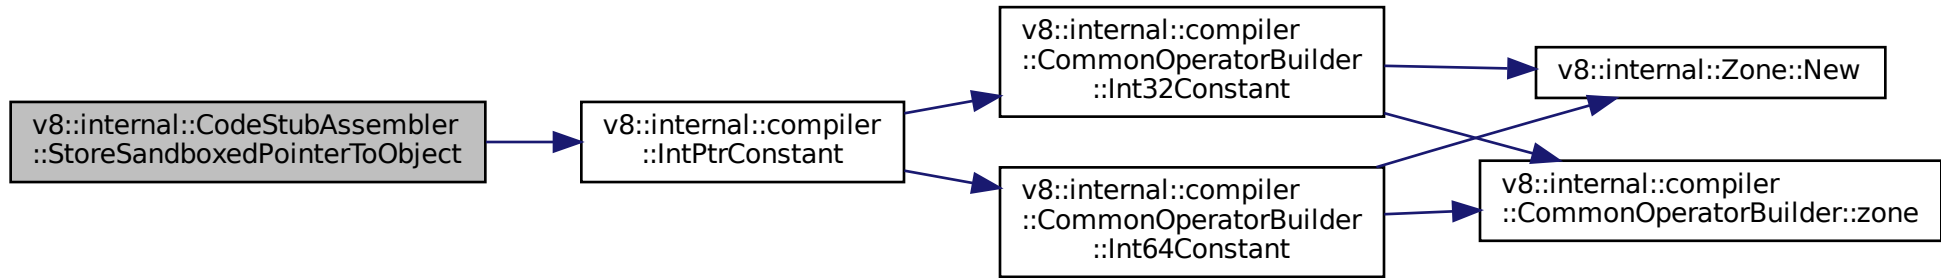 v8::internal::CodeStubAssembler
::StoreSandboxedPointerToObject
v8::internal::compiler
::IntPtrConstant
v8::internal::compiler
::CommonOperatorBuilder
::Int32Constant
v8::internal::compiler
::CommonOperatorBuilder
::Int64Constant
v8::internal::Zone::New
v8::internal::compiler
::CommonOperatorBuilder::zone